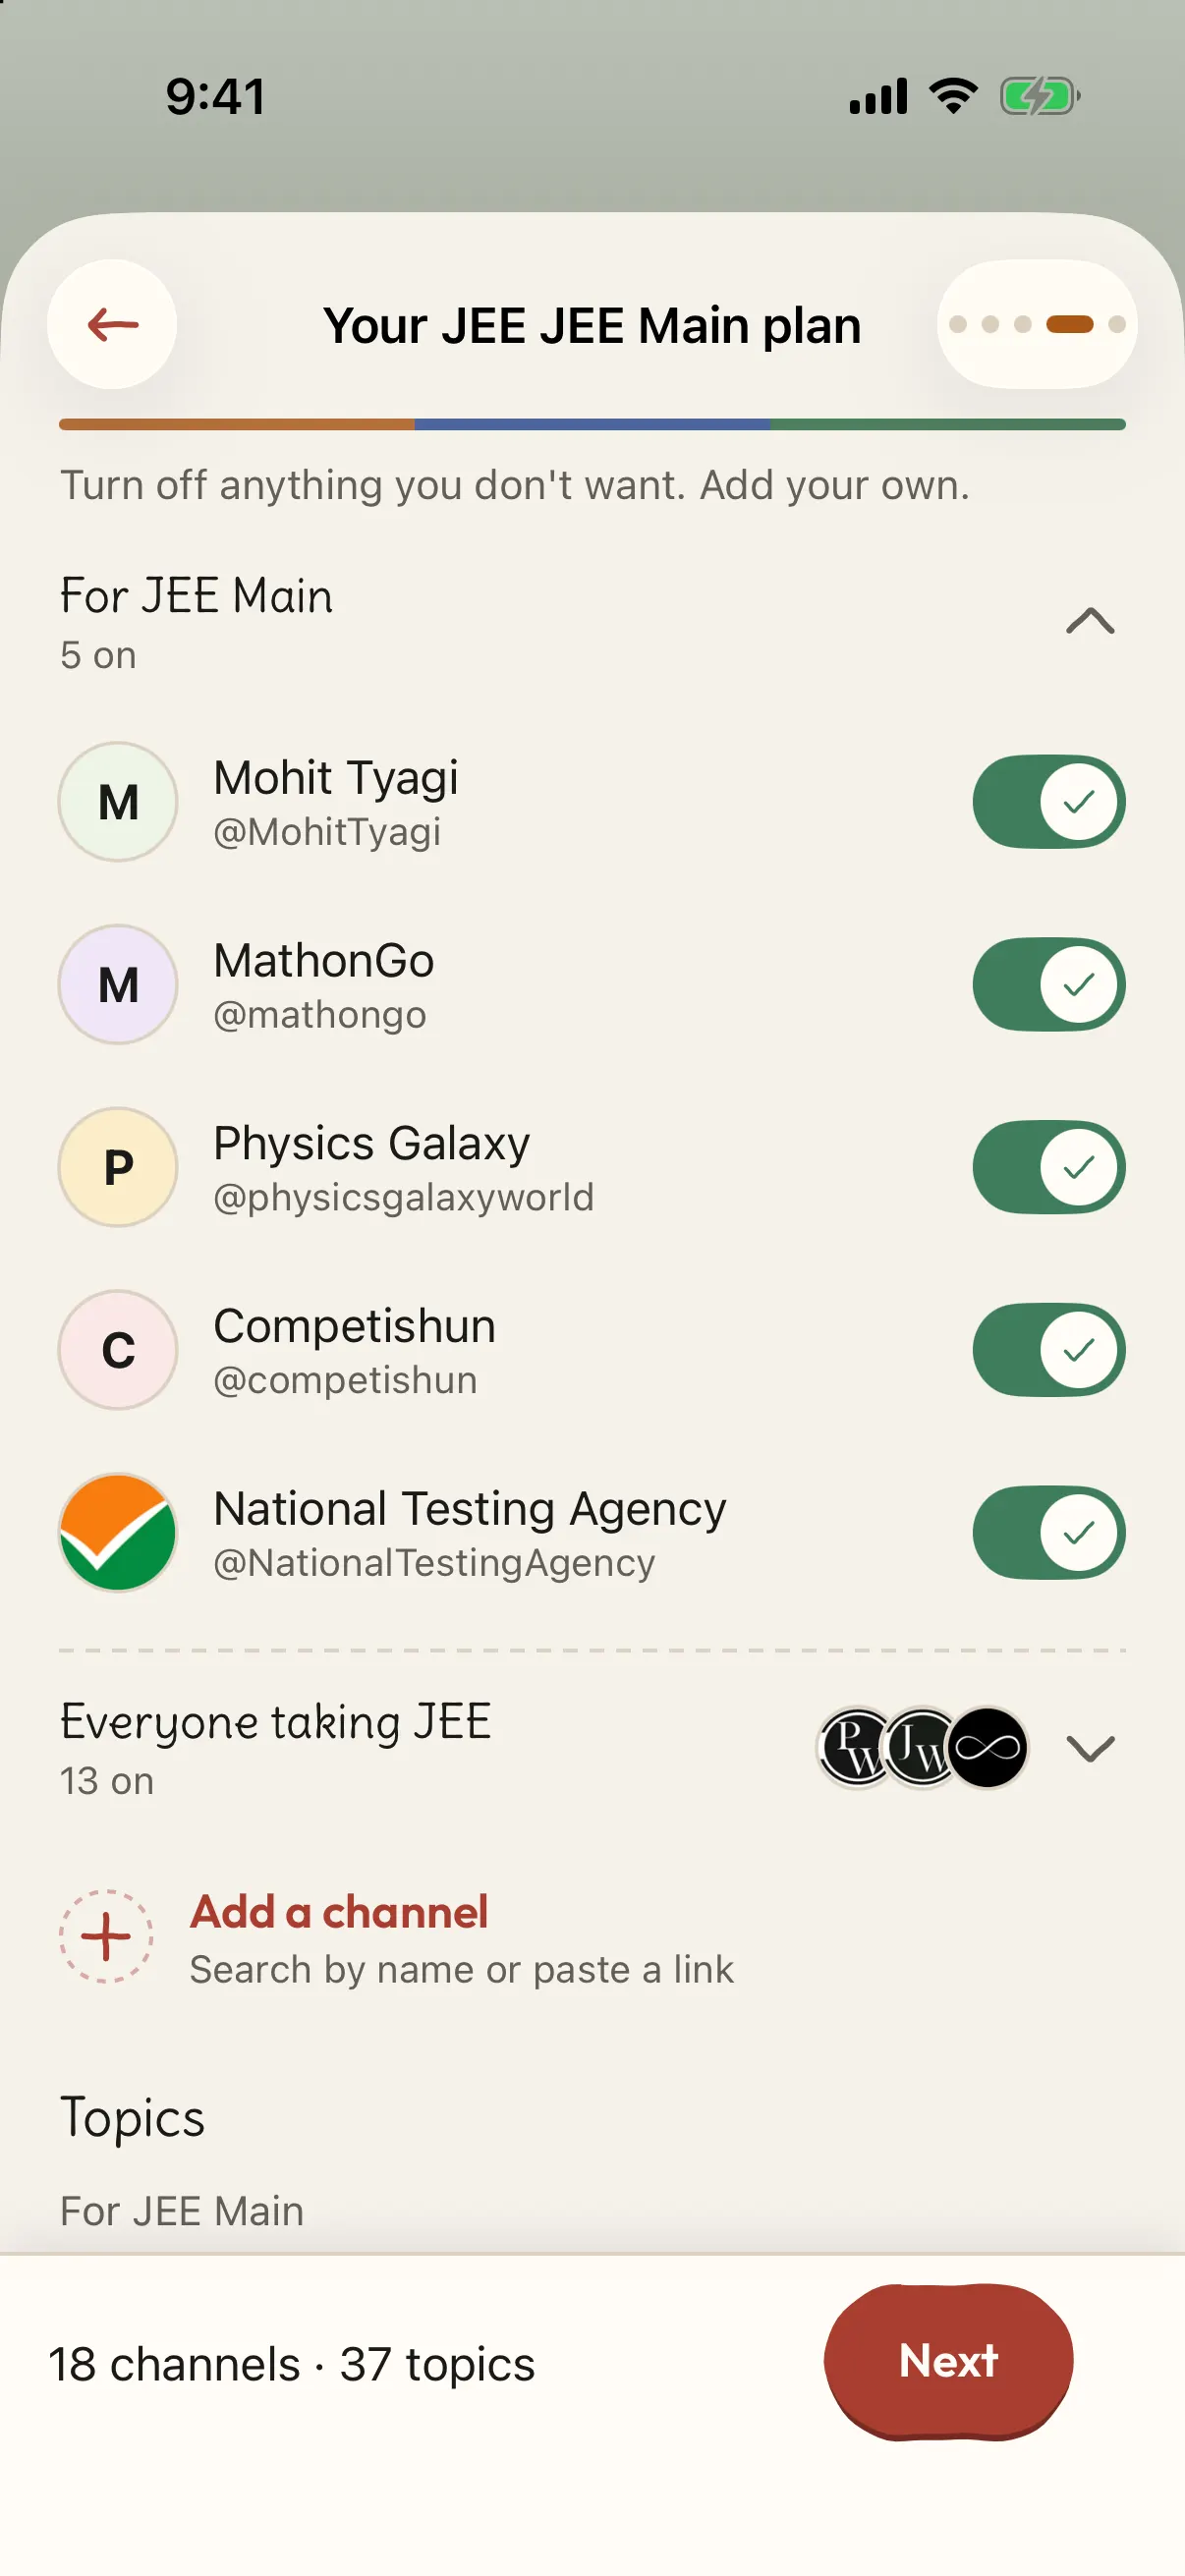 9:41
Your JEE JEE Main plan
Turn off anything you don't want. Add your own.
For JEE Main
5 on
M
Mohit Tyagi
@MohitTyagi
M
MathonGo
@mathongo
P
Physics Galaxy
@physicsgalaxyworld
C
Competishun
@competishun
National Testing Agency
@NationalTestingAgency
Everyone taking JEE
PW JW
13 on
Add a channel
Search by name or paste a link
Topics
For JEE Main
18 channels · 37 topics
Next